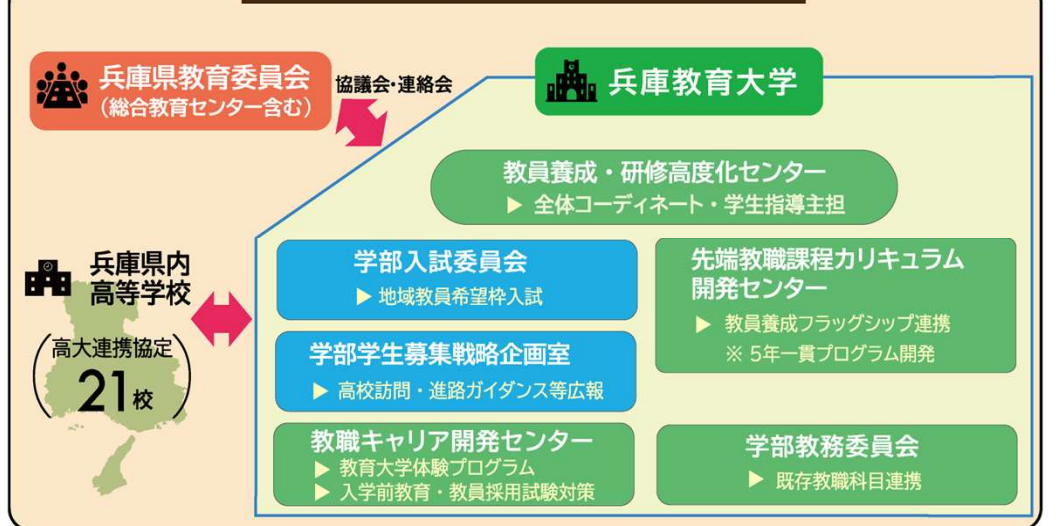 兵庫県教育委員会
（総合教育センター含む）
協議会・連絡会
兵庫教育大学
教員養成・研修高度化センター
▶ 全体コーディネート・学生指導主担
兵庫県内
高等学校
高大連携協定
21校
学部入試委員会
▶ 地域教員希望枠入試
学部学生募集戦略企画室
▶ 高校訪問・進路ガイダンス等広報
教職キャリア開発センター
▶ 教育大学体験プログラム
▶ 入学前教育・教員採用試験対策
先端教職課程カリキュラム
開発センター
▶ 教員養成フラッグシップ連携
※ 5年一貫プログラム開発
学部教務委員会
▶ 既存教職科目連携